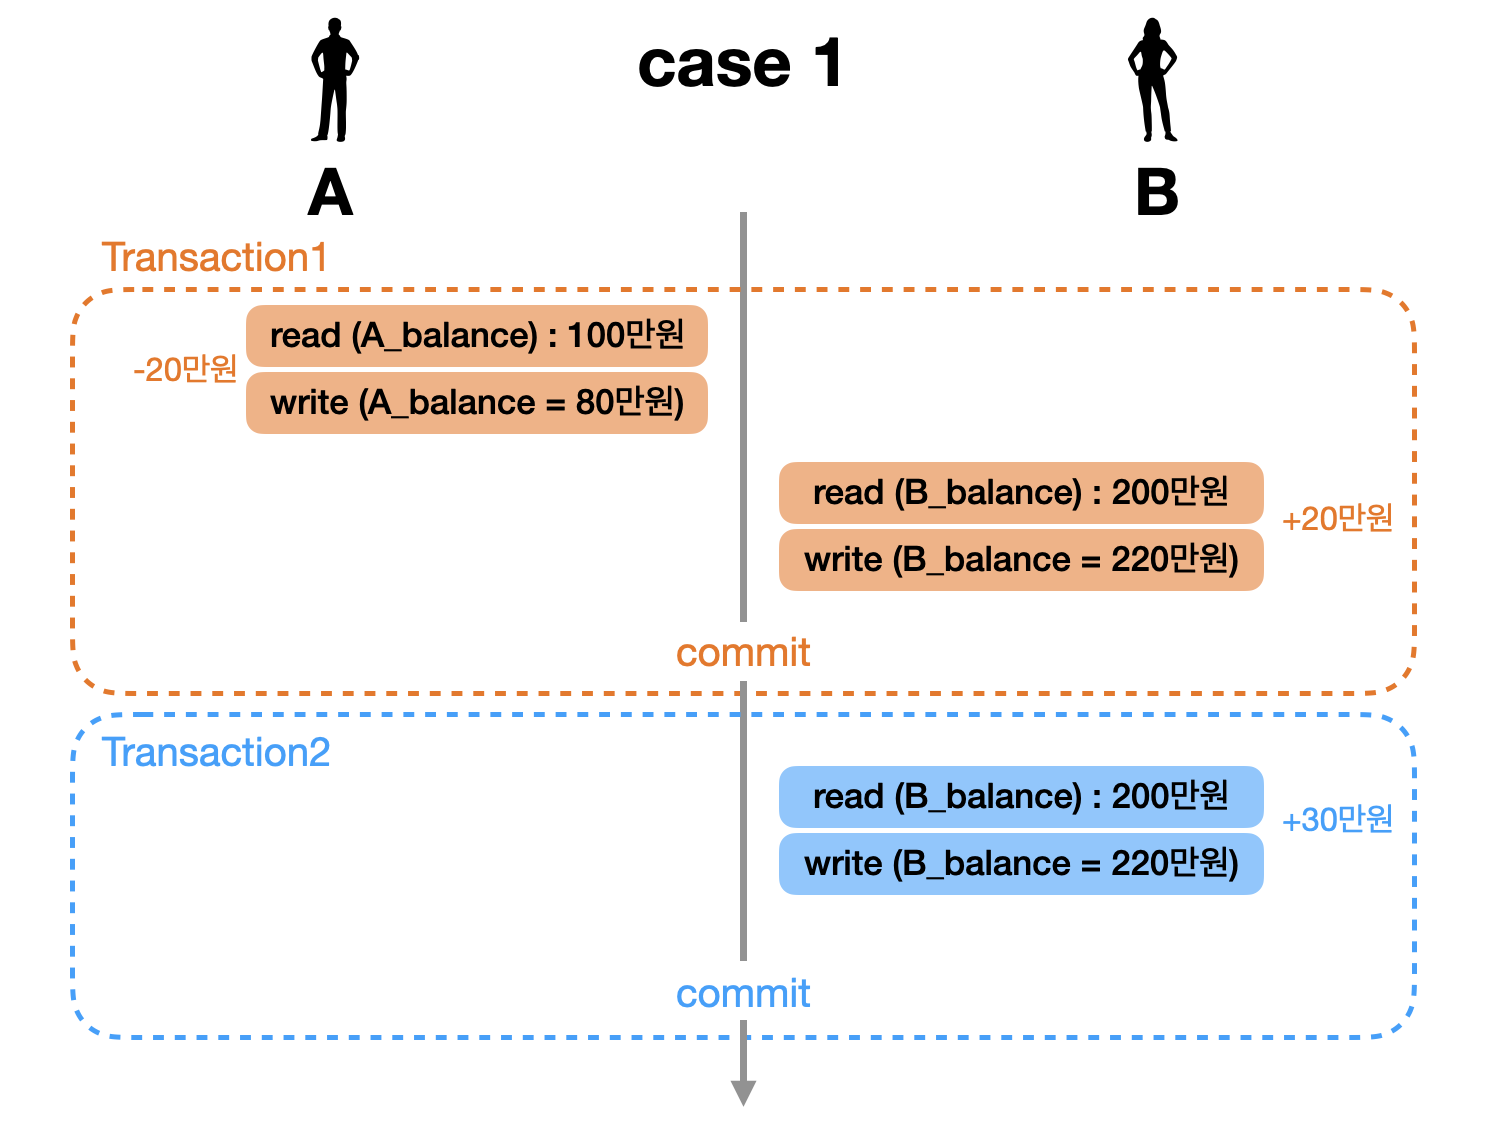 case 1
A
B
Transaction1
read (A_balance) : 100만원
-20만원
write (A_balance = 80만원)
read (B_balance) : 200만원
+20만원
write (B_balance = 220만원)
commit
Transaction2
read (B_balance) : 200만원
+30만원
write (B_balance = 220만원)
commit